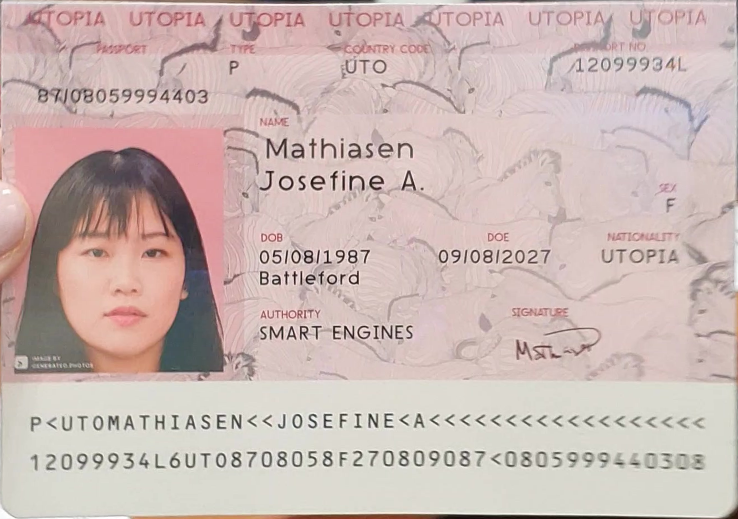 UTOPIA UTOPIA UTOPIA UTOPIA UTOPIA UTOPIA UTOPIA
PASSPORT TYPE COUNTRY CODE PASSPORT NO.
P UTO 12099934L
87/08059994403
NAME
Mathiasen
Josefine A.
SEX
F
DOB DOE NATIONALITY
05/08/1987 09/08/2027 UTOPIA
Battleford
AUTHORITY SIGNATURE
SMART ENGINES
IMAGE BY
GENERATED.PHOTOS
P<UTOMATHIASEN<<JOSEFINE<A<<<<<<<<<<<<<<<<<<
12099934L6UTO8708058F270809087<0805999440308